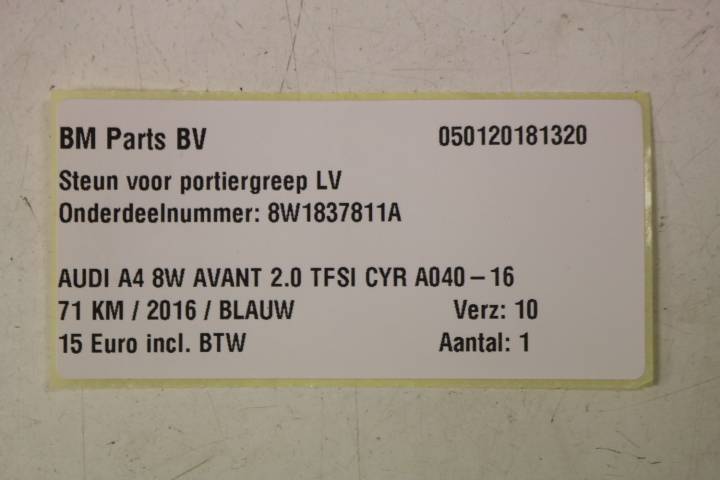 BM Parts BV 050120181320
Steun voor portiergreep LV
Onderdeelnummer: 8W1837811A
AUDI A4 8W AVANT 2.0 TFSI CYR A040-16
71 KM / 2016 / BLAUW Verz: 10
15 Euro incl. BTW Aantal: 1